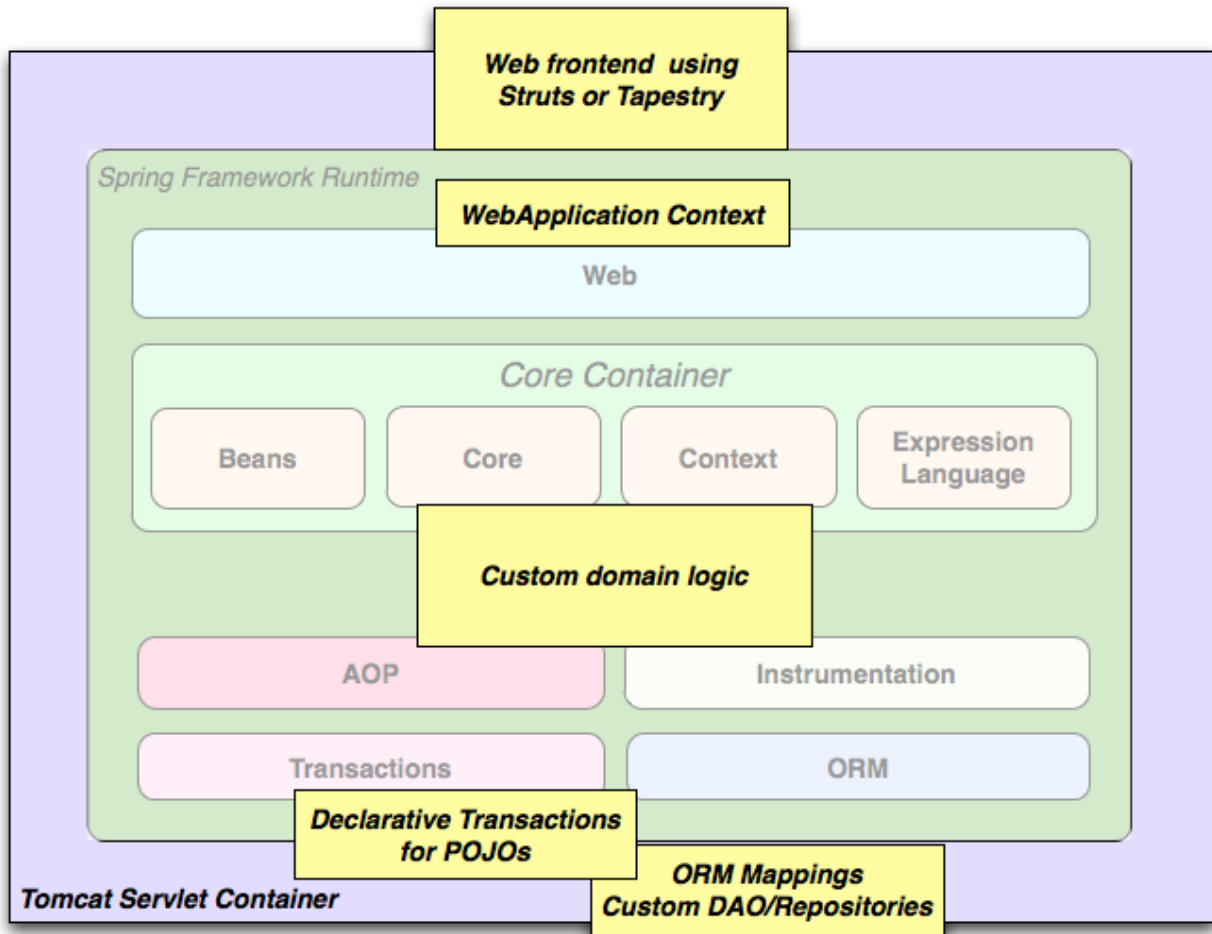 Web frontend using
Struts or Tapestry
Spring Framework Runtime
WebApplication Context
Web
Core Container
Beans
Core
Context
Expression
Language
Custom domain logic
AOP
Instrumentation
Transactions
ORM
Declarative Transactions
for POJOs
ORM Mappings
Custom DAO/Repositories
Tomcat Servlet Container